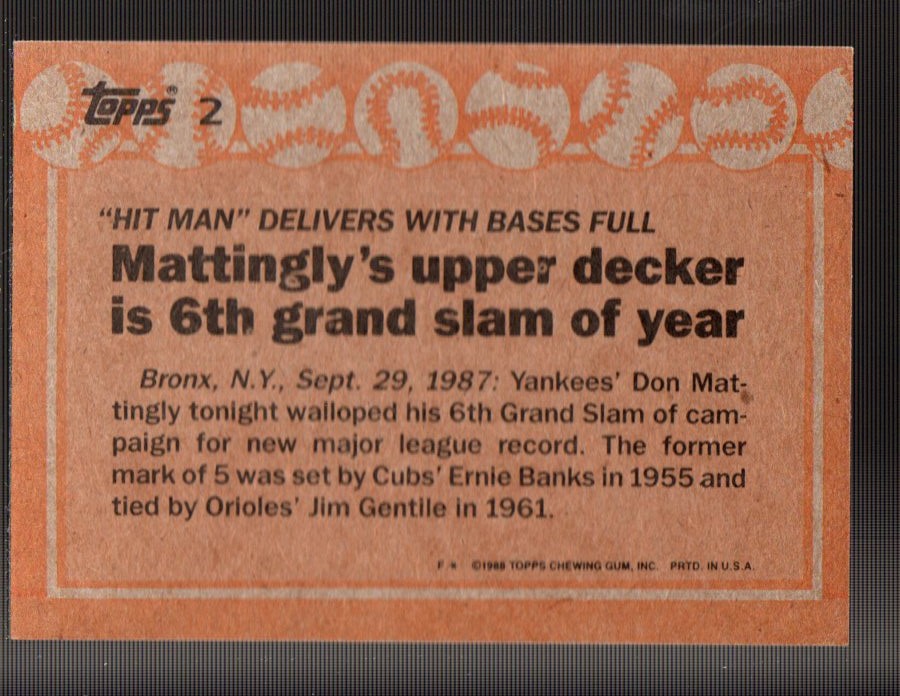 Topps® 2
"HIT MAN" DELIVERS WITH BASES FULL
Mattingly's upper decker
is 6th grand slam of year
Bronx, N.Y., Sept. 29, 1987: Yankees' Don Mat-
tingly tonight walloped his 6th Grand Slam of cam-
paign for new major league record. The former
mark of 5 was set by Cubs' Ernie Banks in 1955 and
tied by Orioles' Jim Gentile in 1961.
F * ©1988 TOPPS CHEWING GUM, INC. PRTD. IN U.S.A.